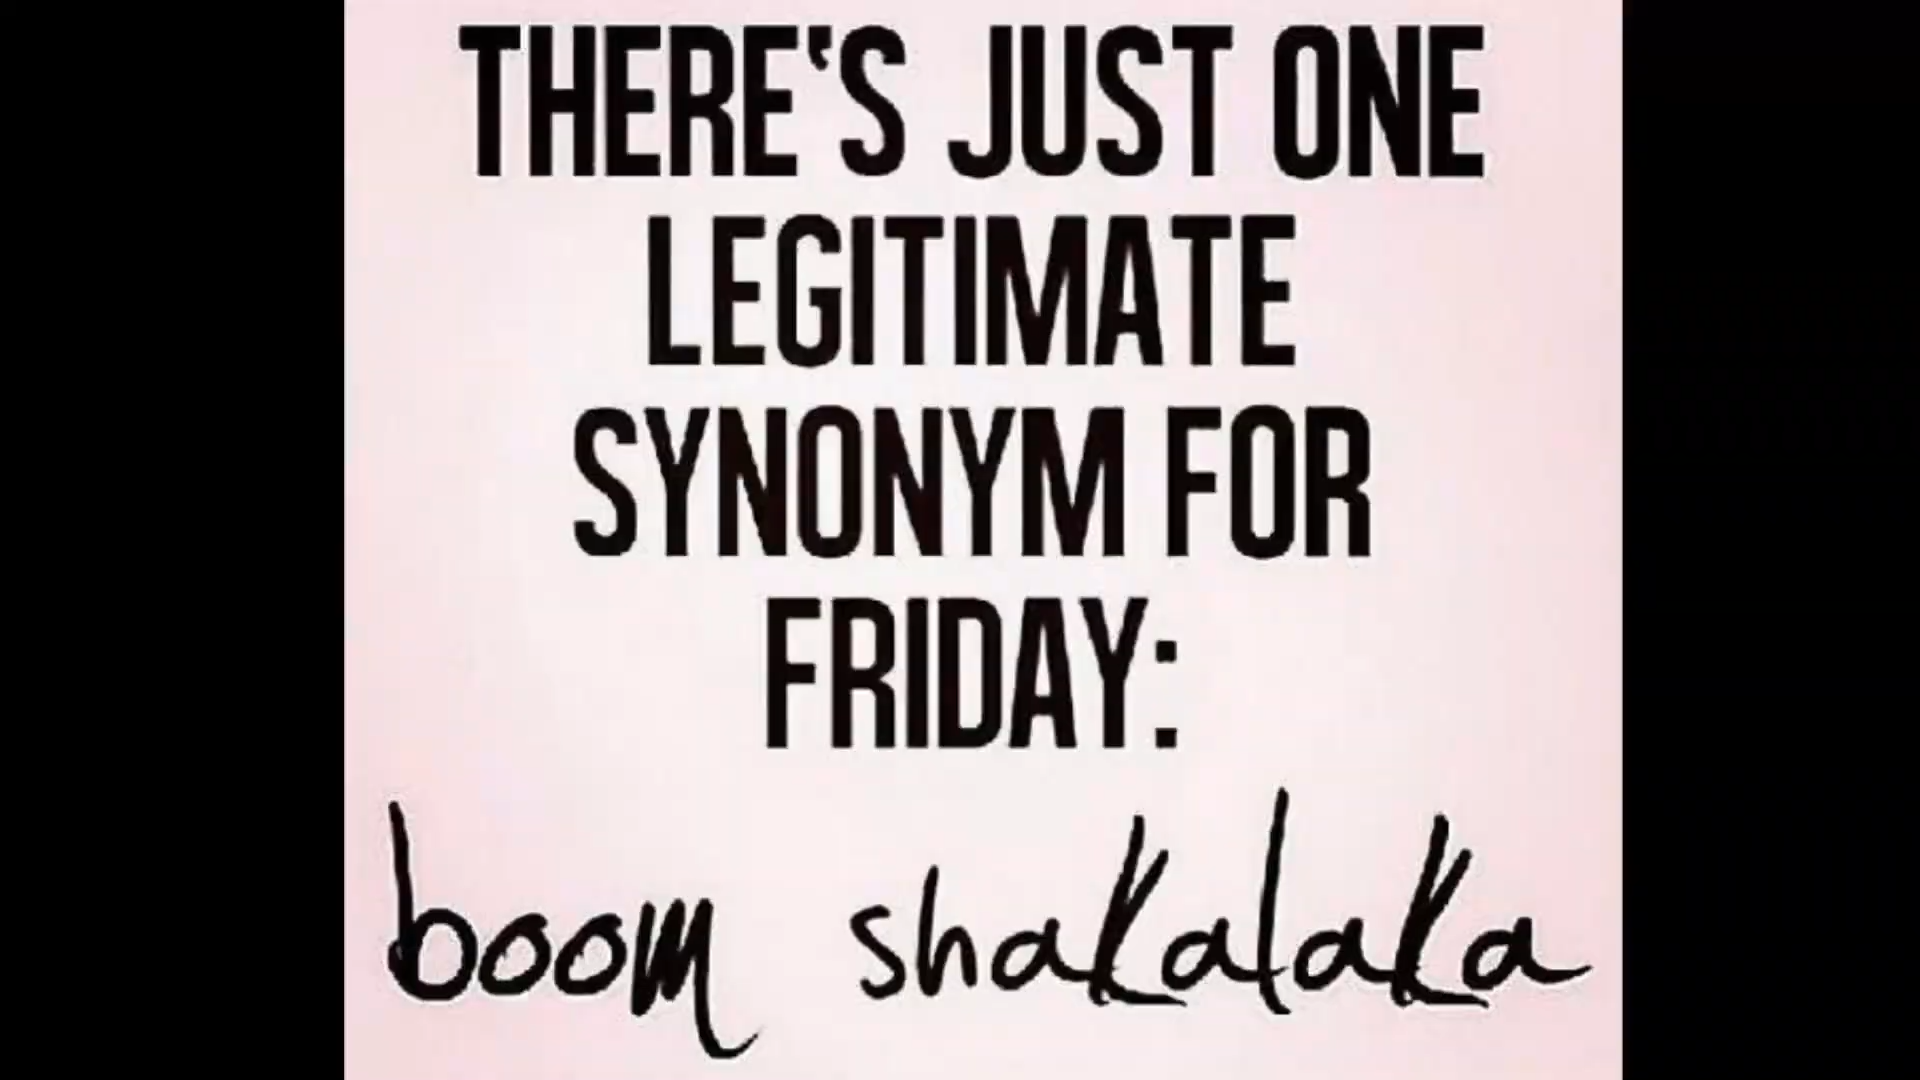 THERE'S JUST ONE
LEGITIMATE
SYNONYM FOR
FRIDAY:
boom shakalaka